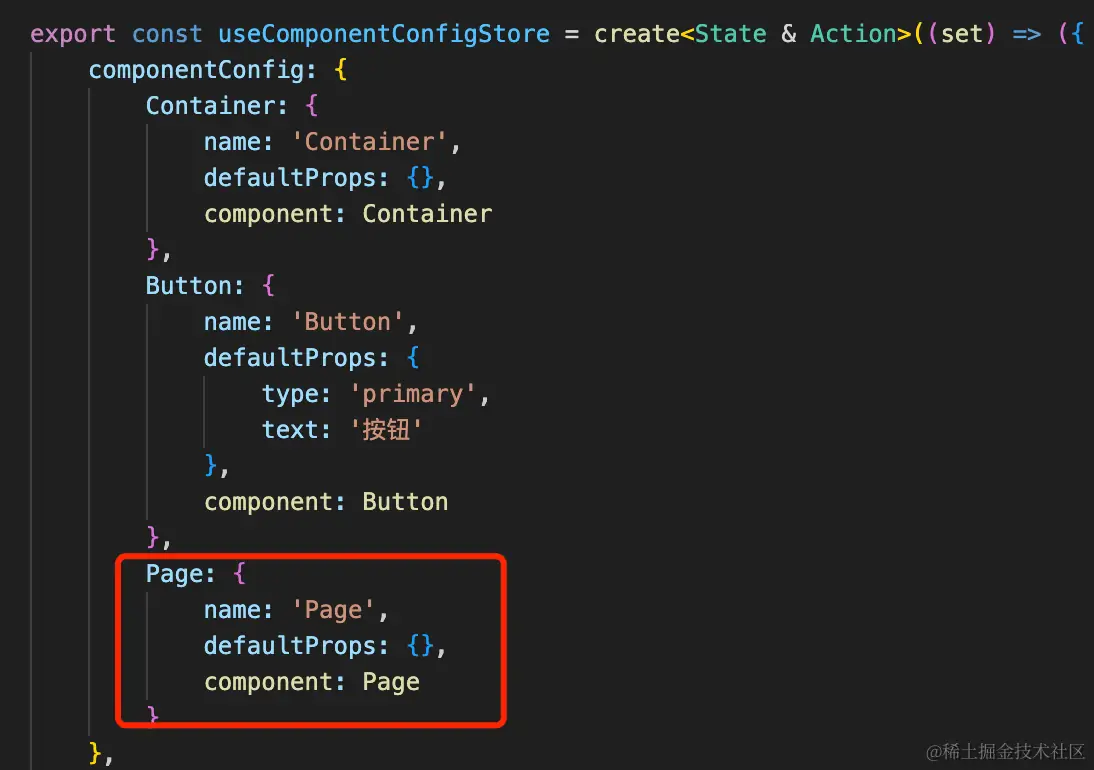 export const useComponentConfigStore = create<State & Action>((set) => ({
    componentConfig: {
        Container: {
            name: 'Container',
            defaultProps: {},
            component: Container
        },
        Button: {
            name: 'Button',
            defaultProps: {
                type: 'primary',
                text: '按钮'
            },
            component: Button
        },
        Page: {
            name: 'Page',
            defaultProps: {},
            component: Page
        }
    },
@稀土掘金技术社区